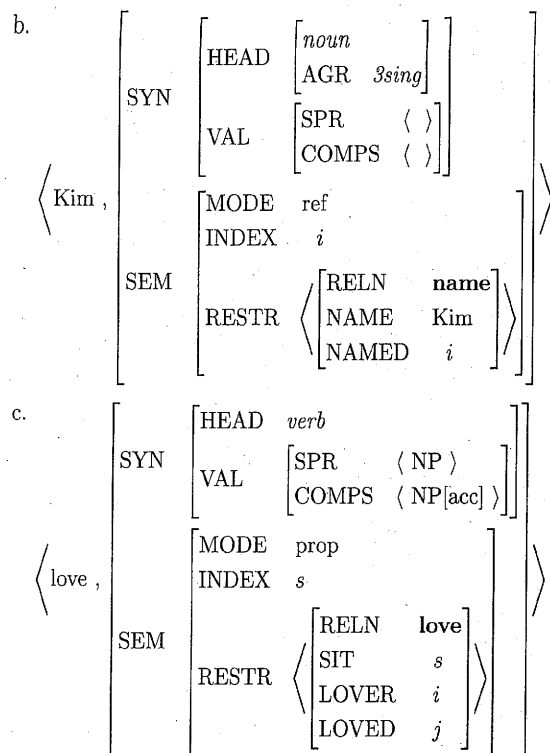 b.
HEAD [noun
AGR 3sing]
SYN
VAL [SPR ⟨ ⟩
COMPS ⟨ ⟩]
⟨Kim ,
MODE ref
INDEX i
SEM
RELN name
RESTR ⟨ NAME Kim ⟩
NAMED i
c.
HEAD verb
SYN
VAL [SPR ⟨ NP ⟩
COMPS ⟨ NP[acc] ⟩]
MODE prop
⟨love , INDEX s
SEM
RELN love
SIT s
RESTR ⟨ LOVER i ⟩
LOVED j